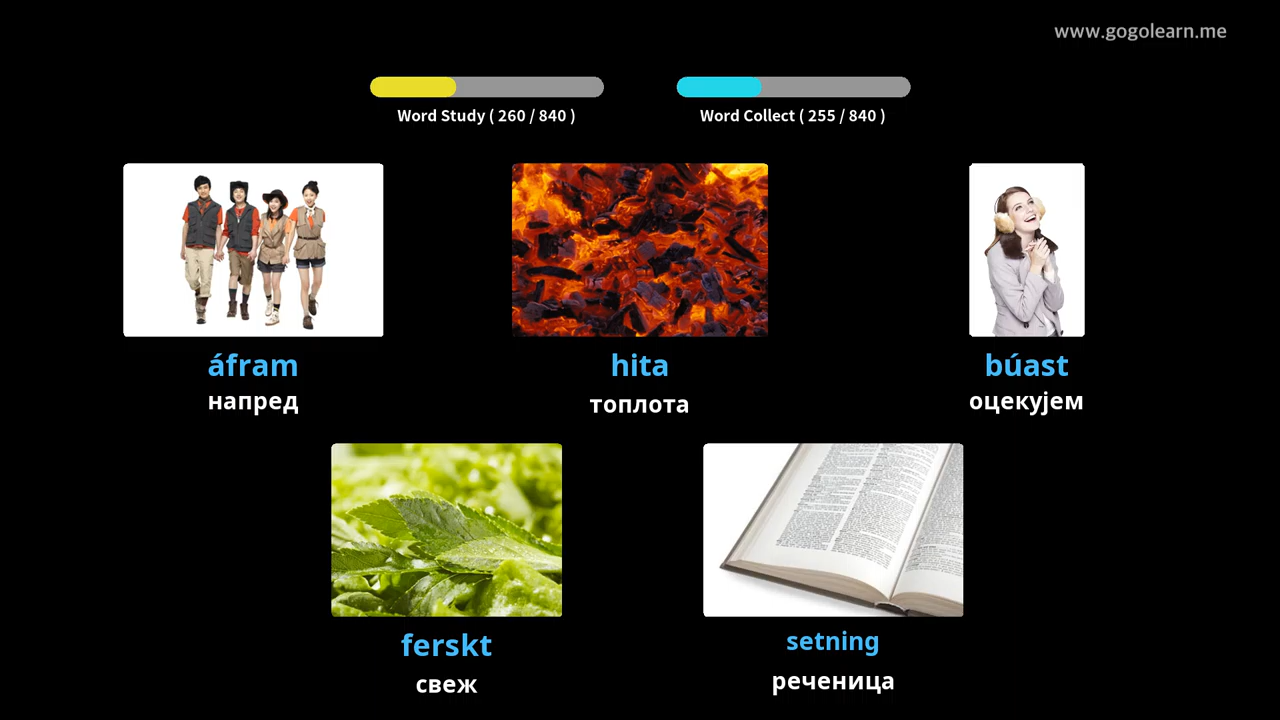 www.gogolearn.me
Word Study ( 260 / 840 )
Word Collect ( 255 / 840 )
áfram
напред
hita
топлота
búast
оцекујем
ferskt
свеж
setning
реченица